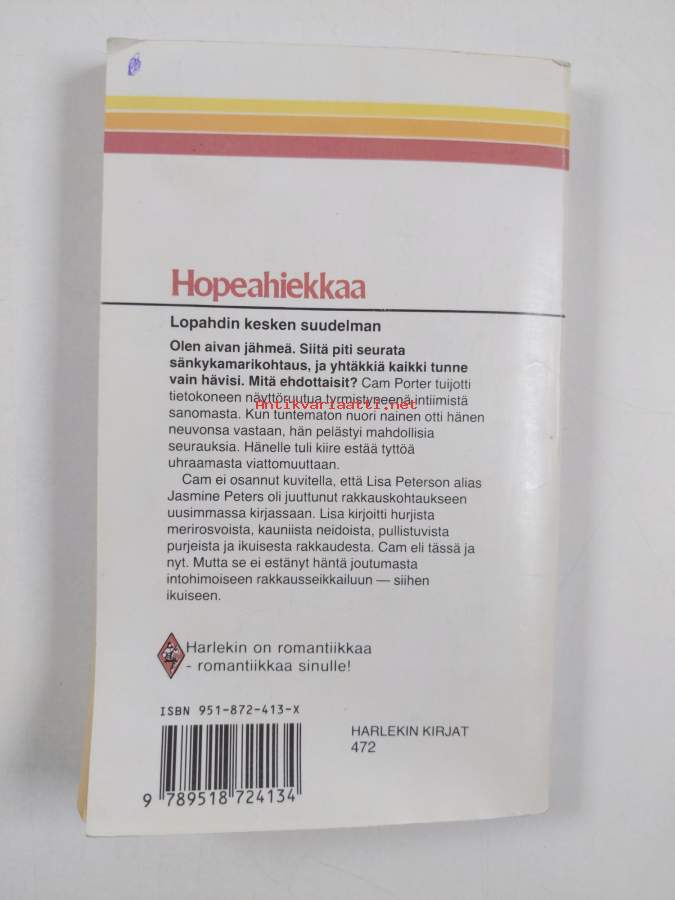 Hopeahiekkaa
Lopahdin kesken suudelman
Olen aivan jähmeä. Siitä piti seurata
sänkykamarikohtaus, ja yhtäkkiä kaikki tunne
vain hävisi. Mitä ehdottaisit? Cam Porter tuijotti
tietokoneen näyttöruutua tyrmistyneenä intiimistä
Antikvariaatti.net
sanomasta. Kun tuntematon nuori nainen otti hänen
neuvonsa vastaan, hän pelästyi mahdollisia
seurauksia. Hänelle tuli kiire estää tyttöä
uhraamasta viattomuuttaan.
Cam ei osannut kuvitella, että Lisa Peterson alias
Jasmine Peters oli juuttunut rakkauskohtaukseen
uusimmassa kirjassaan. Lisa kirjoitti hurjista
merirosvoista, kauniista neidoista, pullistuvista
purjeista ja ikuisesta rakkaudesta. Cam eli tässä ja
nyt. Mutta se ei estänyt häntä joutumasta
intohimoiseen rakkausseikkailuun — siihen
ikuiseen.
Harlekin on romantiikkaa
- romantiikkaa sinulle!
ISBN 951-872-413-X
HARLEKIN KIRJAT
472
9 789518 724134